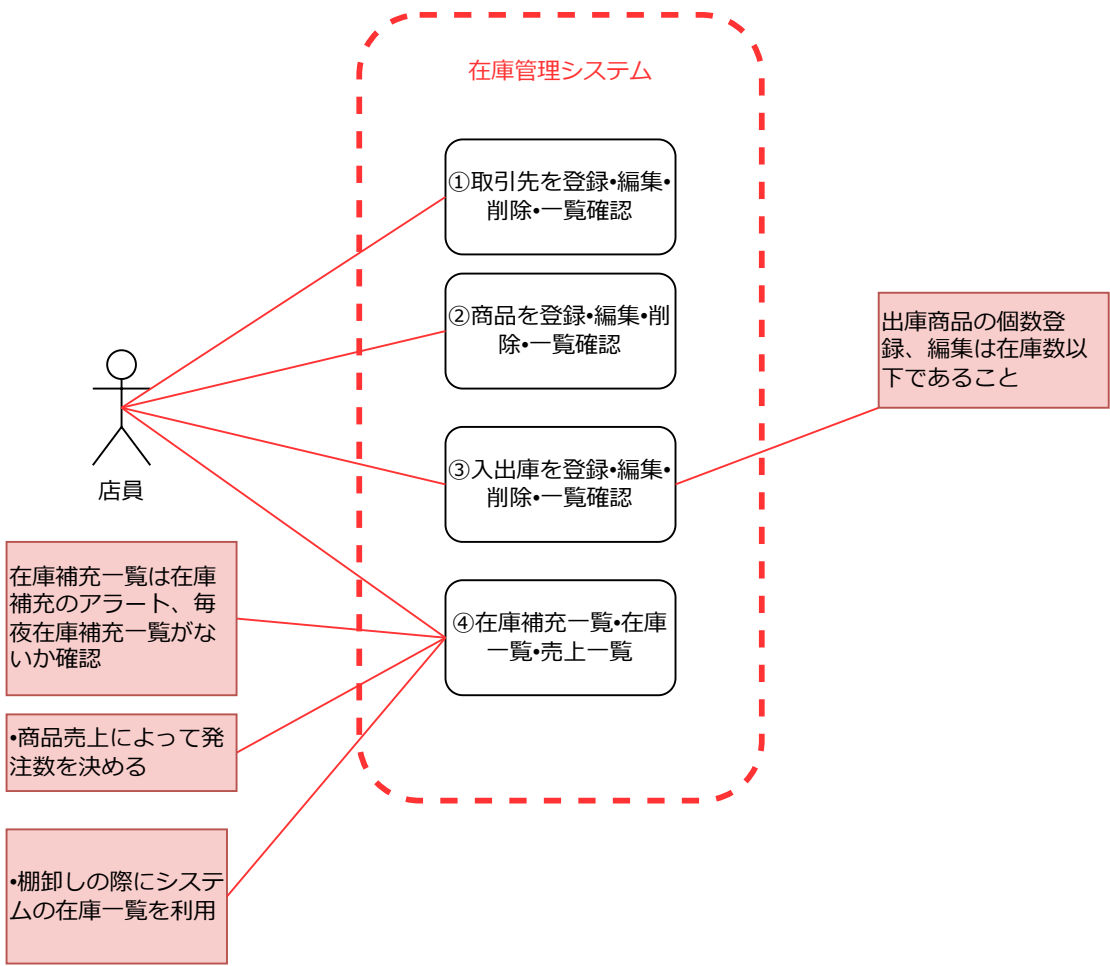 在庫管理システム
①取引先を登録•編集•
削除•一覧確認
②商品を登録•編集•削
除•一覧確認
出庫商品の個数登
録、編集は在庫数以
下であること
③入出庫を登録•編集•
削除•一覧確認
店員
在庫補充一覧は在庫
補充のアラート、毎
夜在庫補充一覧がな
いか確認
④在庫補充一覧•在庫
一覧•売上一覧
•商品売上によって発
注数を決める
•棚卸しの際にシステ
ムの在庫一覧を利用